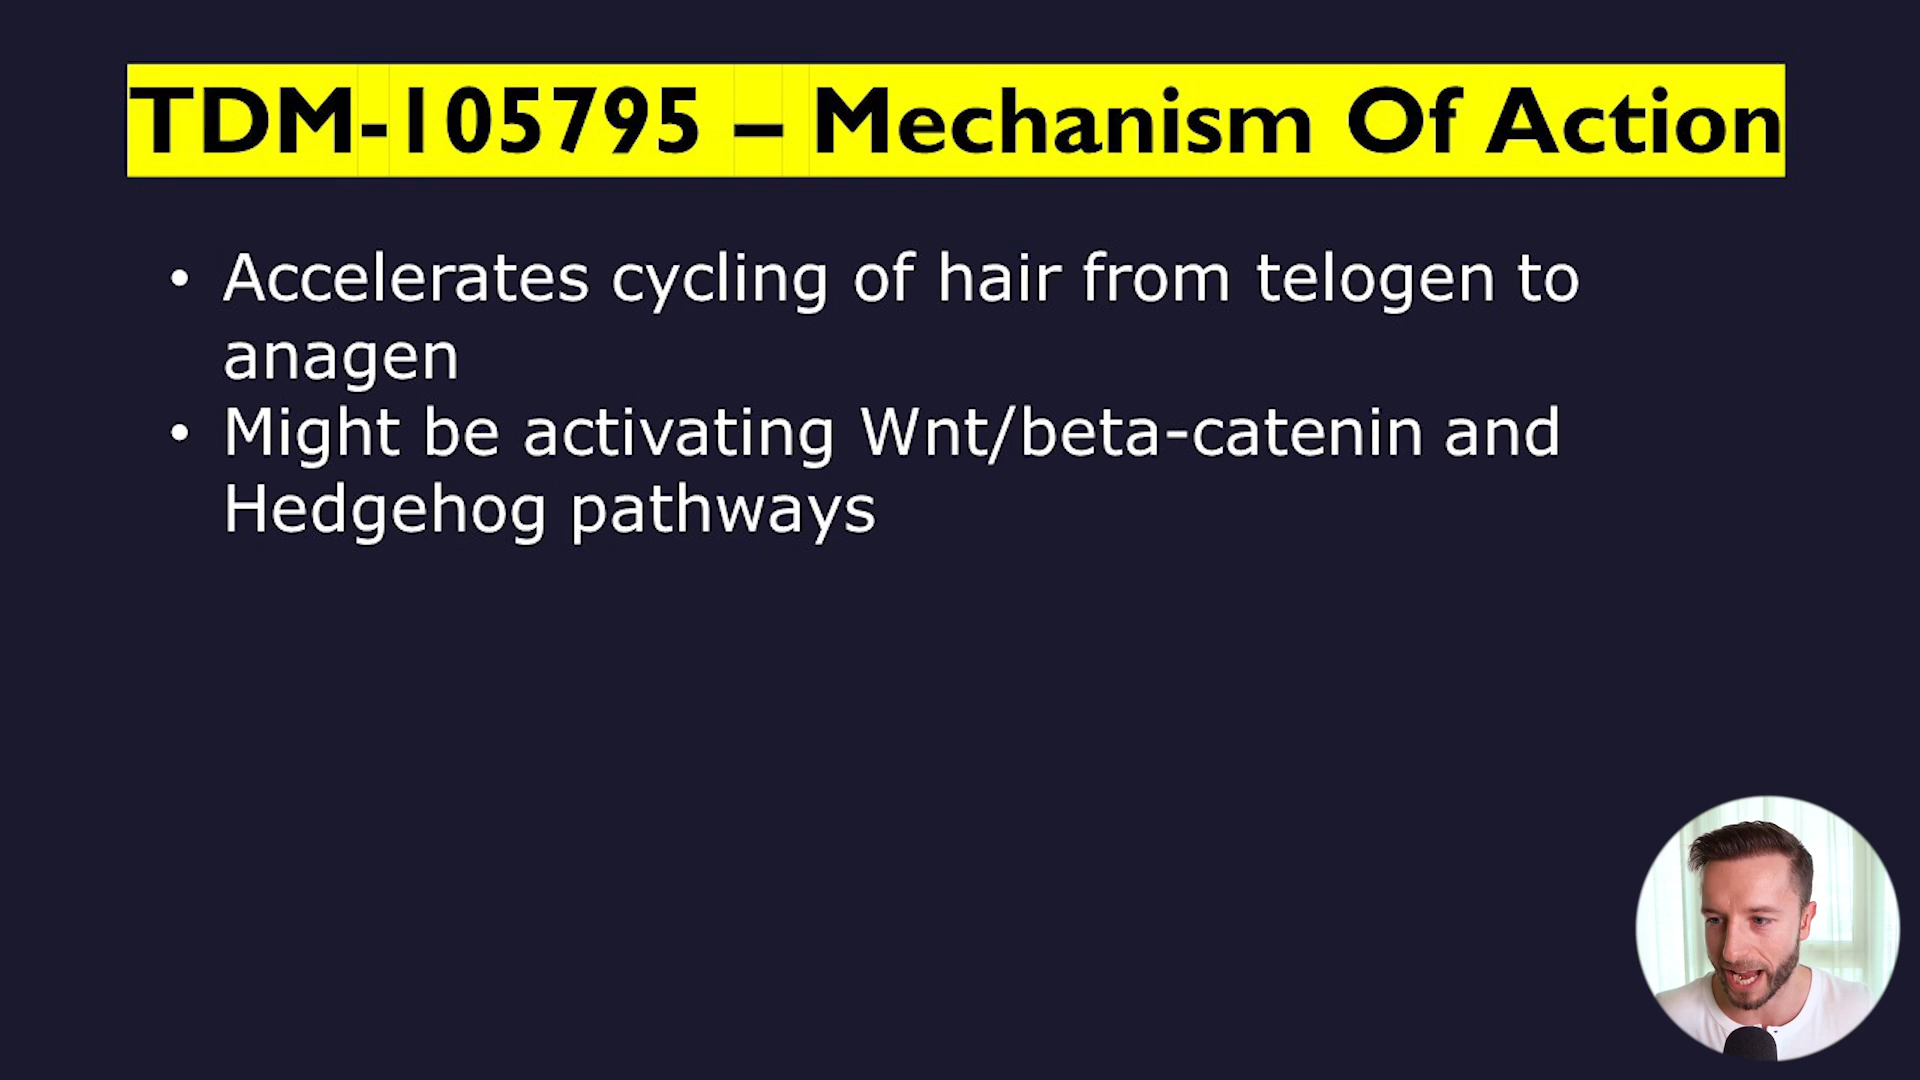 TDM-105795 – Mechanism Of Action
• Accelerates cycling of hair from telogen to
anagen
• Might be activating Wnt/beta-catenin and
Hedgehog pathways